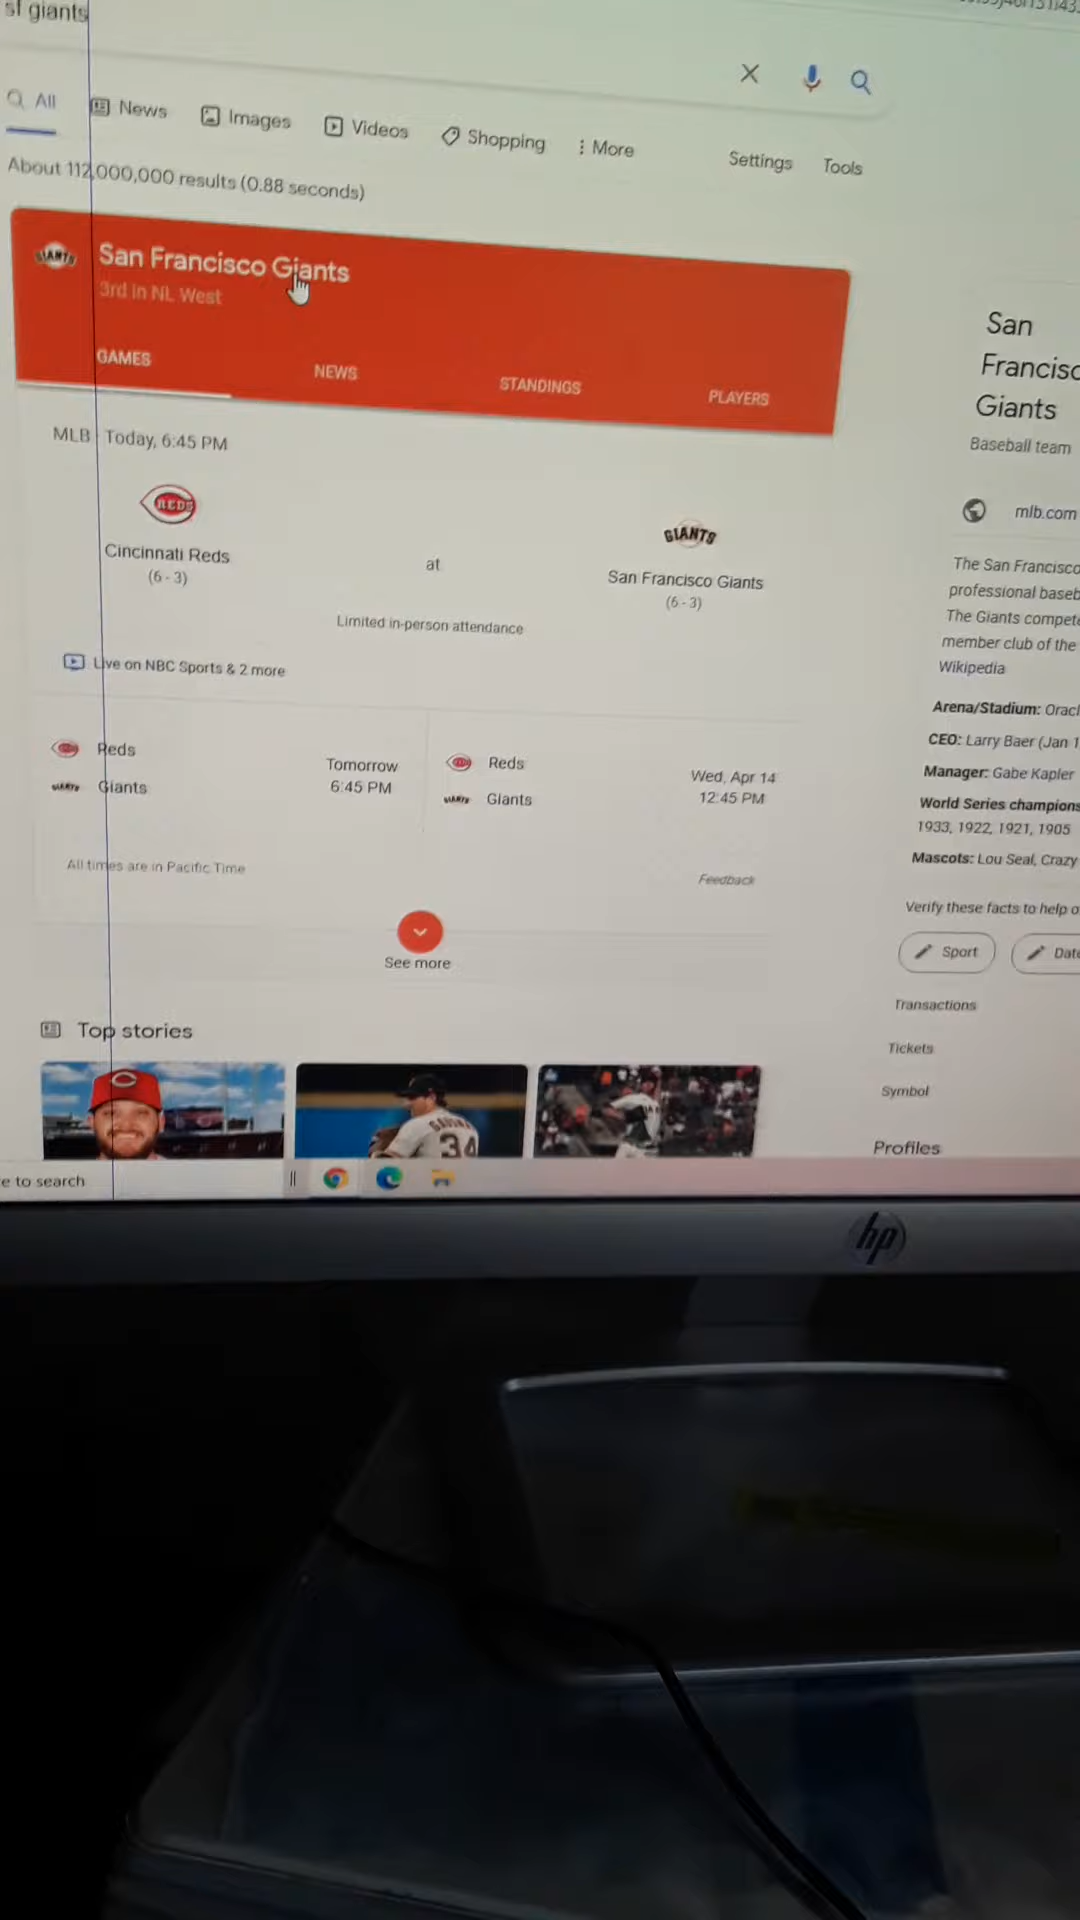 sf giants
All
News
Images
Videos
Shopping
More
Settings
Tools
About 112,000,000 results (0.88 seconds)
GIANTS
San Francisco Giants
3rd in NL West
GAMES
NEWS
STANDINGS
PLAYERS
MLB · Today, 6:45 PM
REDS
GIANTS
Cincinnati Reds
(6 - 3)
at
San Francisco Giants
(6 - 3)
Limited in-person attendance
Live on NBC Sports & 2 more
Reds
Giants
Tomorrow
6:45 PM
Reds
Giants
Wed, Apr 14
12:45 PM
All times are in Pacific Time
Feedback
See more
Top stories
34
San
Francisc
Giants
Baseball team
mlb.com
The San Francisco
professional baseb
The Giants compete
member club of the
Wikipedia
Arena/Stadium: Oracl
CEO: Larry Baer (Jan 1
Manager: Gabe Kapler
World Series champions
1933, 1922, 1921, 1905
Mascots: Lou Seal, Crazy
Verify these facts to help o
Sport
Date
Transactions
Tickets
Symbol
Profiles
e to search
hp